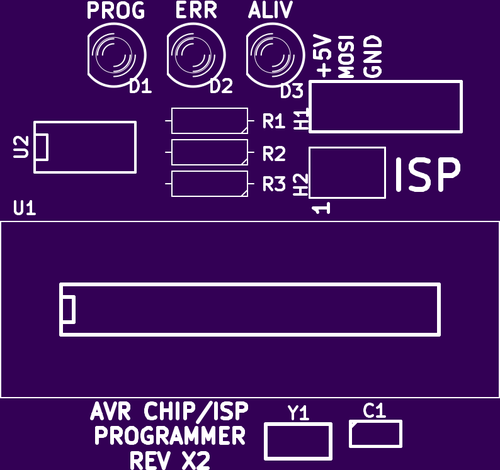 PROG ERR ALIV
+5V
MOSI
GND
D1 D2 D3
H1
R1
U2
R2
ISP
R3
H2
1
U1
AVR CHIP/ISP
PROGRAMMER
REV X2
Y1
C1